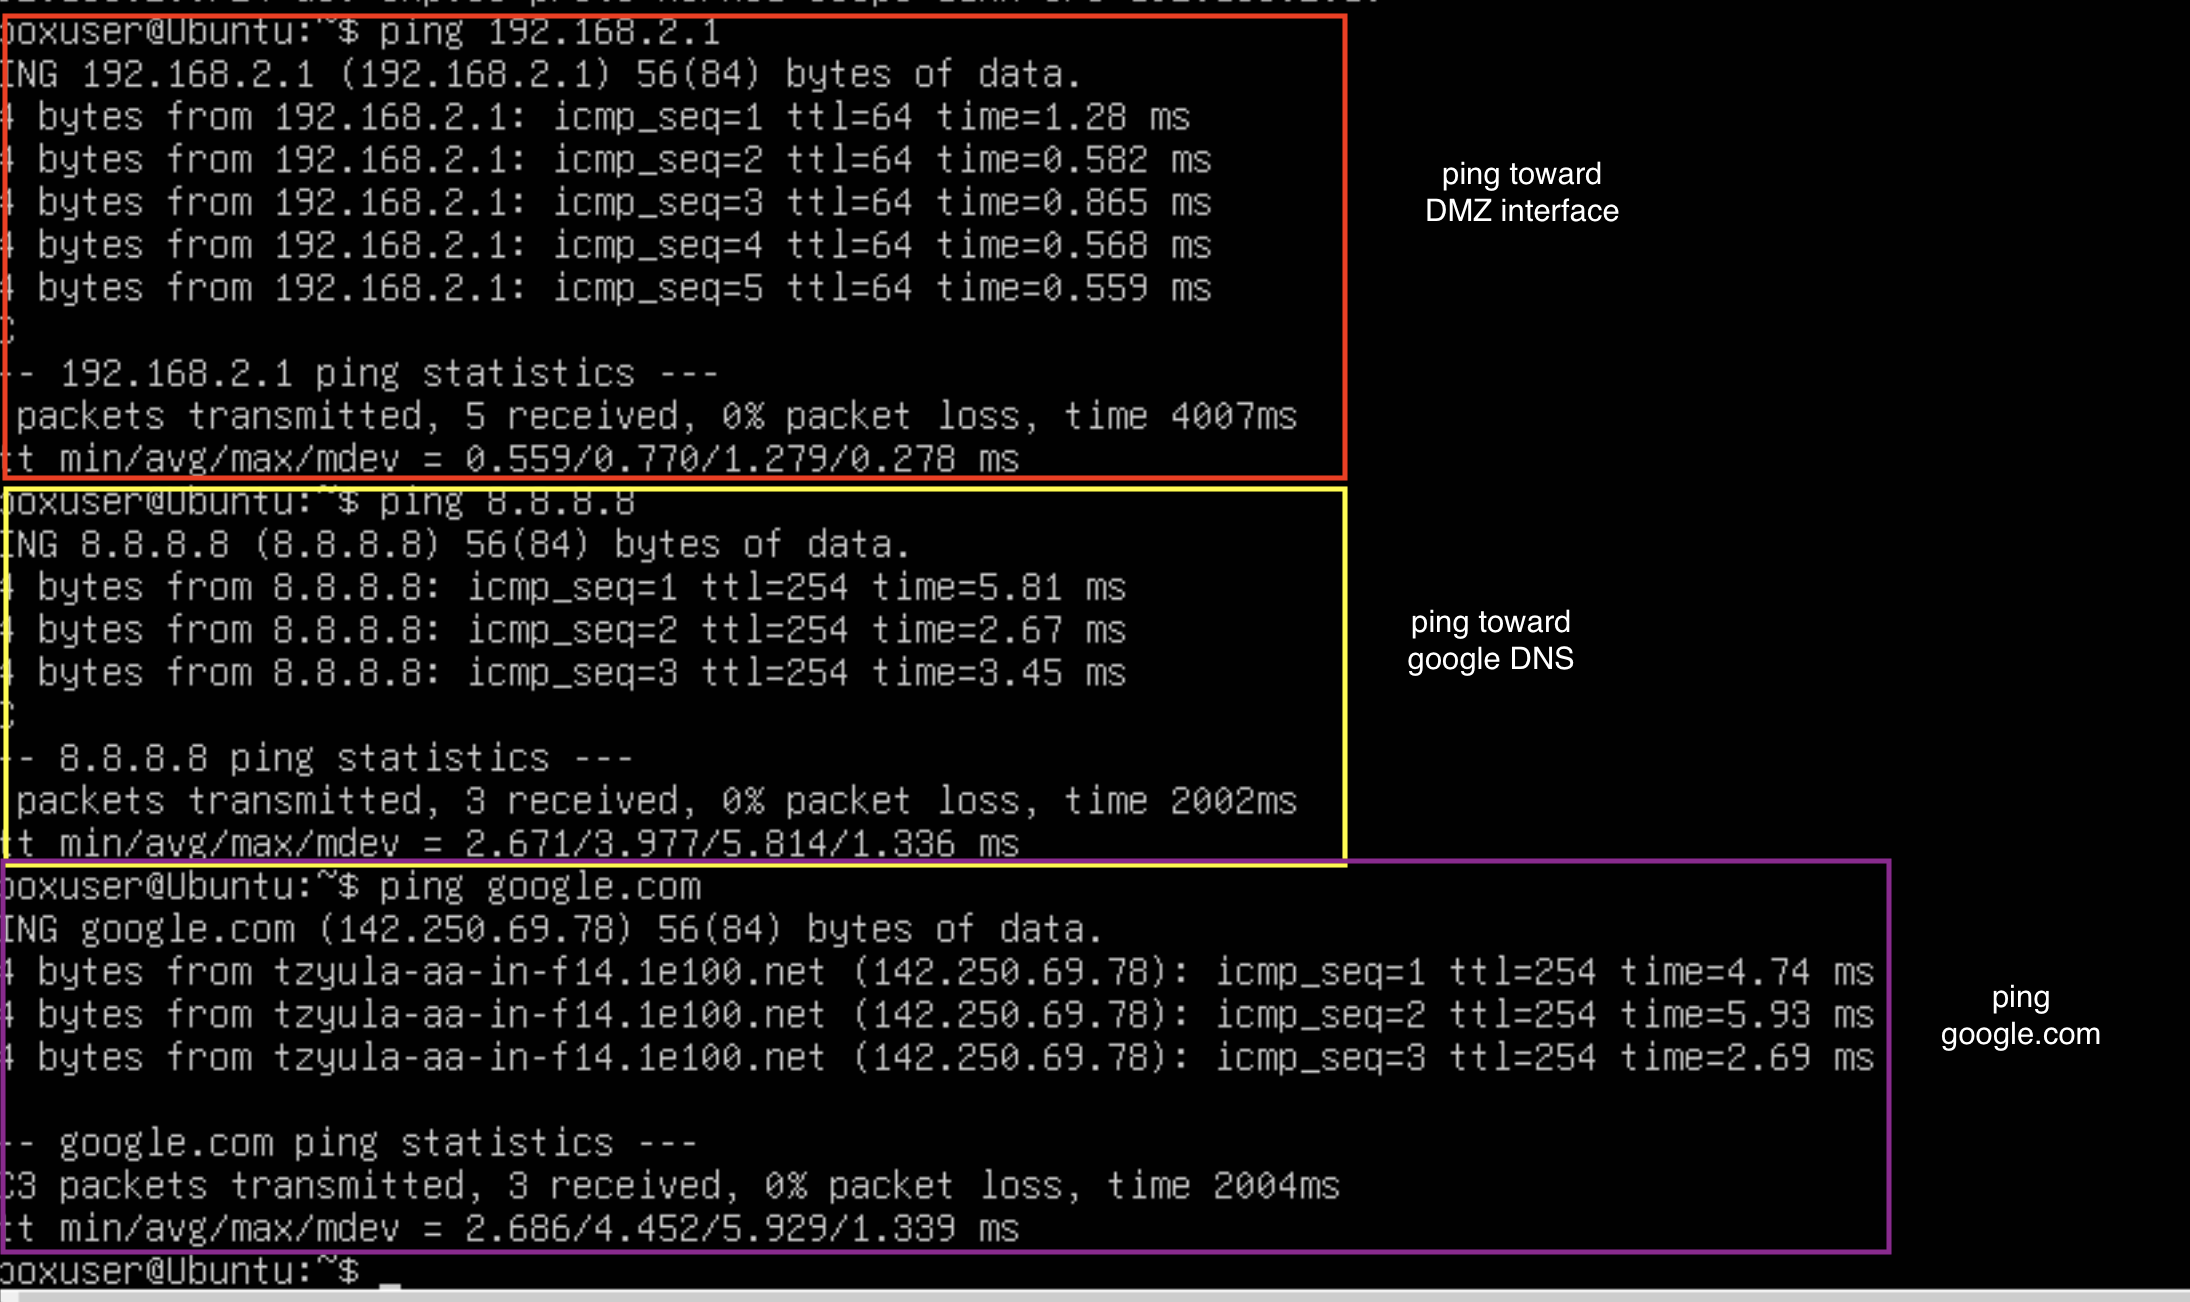 oxuser@Ubuntu:~$ ping 192.168.2.1
ING 192.168.2.1 (192.168.2.1) 56(84) bytes of data.
4 bytes from 192.168.2.1: icmp_seq=1 ttl=64 time=1.28 ms
4 bytes from 192.168.2.1: icmp_seq=2 ttl=64 time=0.582 ms
4 bytes from 192.168.2.1: icmp_seq=3 ttl=64 time=0.865 ms
4 bytes from 192.168.2.1: icmp_seq=4 ttl=64 time=0.568 ms
4 bytes from 192.168.2.1: icmp_seq=5 ttl=64 time=0.559 ms
C
-- 192.168.2.1 ping statistics ---
packets transmitted, 5 received, 0% packet loss, time 4007ms
tt min/avg/max/mdev = 0.559/0.770/1.279/0.278 ms
ping toward
DMZ interface
oxuser@Ubuntu:~$ ping 8.8.8.8
ING 8.8.8.8 (8.8.8.8) 56(84) bytes of data.
4 bytes from 8.8.8.8: icmp_seq=1 ttl=254 time=5.81 ms
4 bytes from 8.8.8.8: icmp_seq=2 ttl=254 time=2.67 ms
4 bytes from 8.8.8.8: icmp_seq=3 ttl=254 time=3.45 ms
C
-- 8.8.8.8 ping statistics ---
packets transmitted, 3 received, 0% packet loss, time 2002ms
tt min/avg/max/mdev = 2.671/3.977/5.814/1.336 ms
ping toward
google DNS
oxuser@Ubuntu:~$ ping google.com
ING google.com (142.250.69.78) 56(84) bytes of data.
4 bytes from tzyula-aa-in-f14.1e100.net (142.250.69.78): icmp_seq=1 ttl=254 time=4.74 ms
4 bytes from tzyula-aa-in-f14.1e100.net (142.250.69.78): icmp_seq=2 ttl=254 time=5.93 ms
4 bytes from tzyula-aa-in-f14.1e100.net (142.250.69.78): icmp_seq=3 ttl=254 time=2.69 ms
-- google.com ping statistics ---
C3 packets transmitted, 3 received, 0% packet loss, time 2004ms
tt min/avg/max/mdev = 2.686/4.452/5.929/1.339 ms
ping
google.com
oxuser@Ubuntu:~$ _